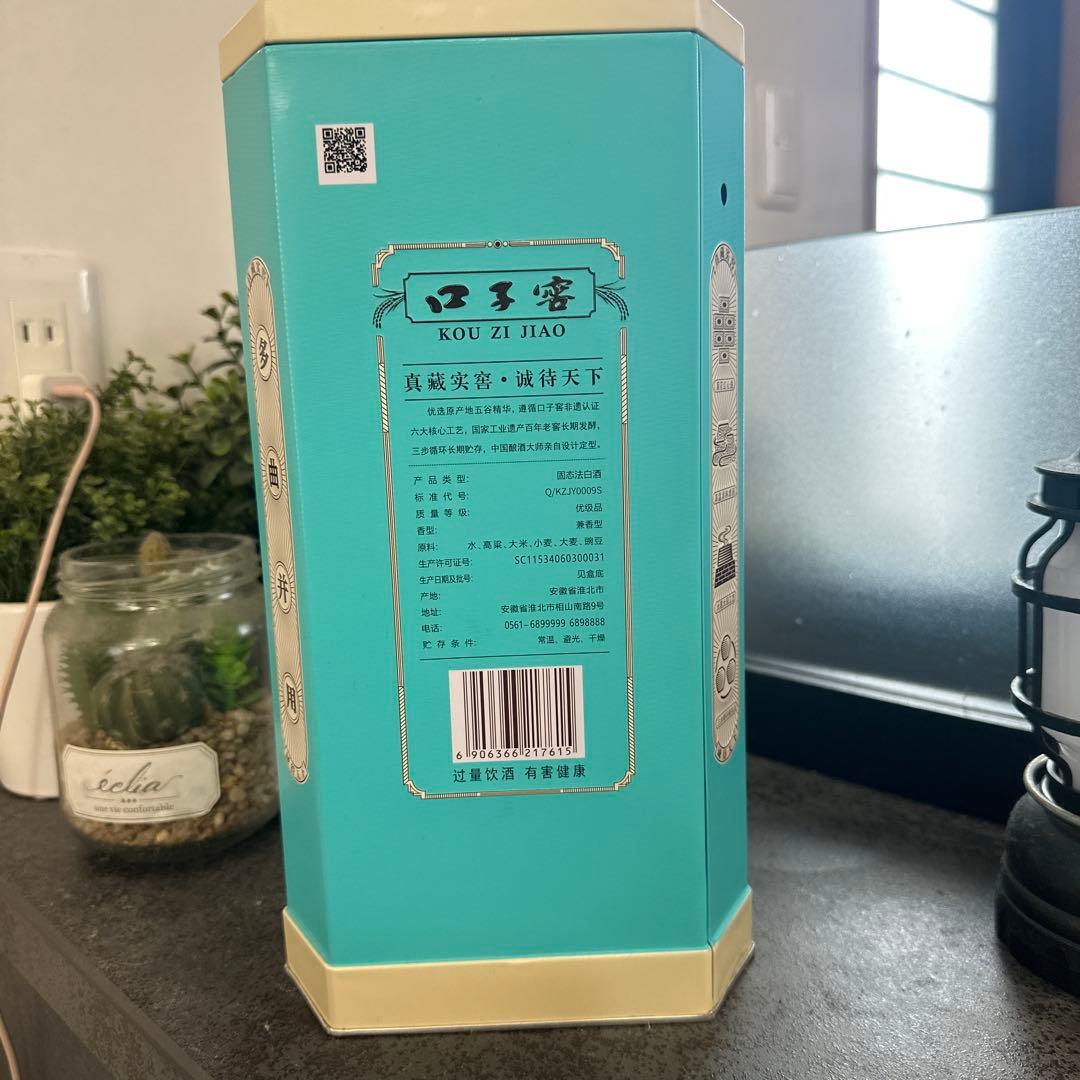 口子窖
KOU ZI JIAO
真藏实窖·诚待天下
优选原产地五谷精华，遵循口子窖非遗认证
六大核心工艺，国家工业遗产百年老窖长期发酵，
三步循环长期贮存，中国酿酒大师亲自设计定型。
产品类型： 固态法白酒
标准代号： Q/KZJY0009S
质量等级： 优级品
香型： 兼香型
原料： 水、高粱、大米、小麦、大麦、豌豆
生产许可证号： SC11534060300031
生产日期及批号： 见盒底
产地： 安徽省淮北市
地址： 安徽省淮北市相山南路9号
电话： 0561-6899999 6898888
贮存条件： 常温、避光、干燥
6 906366 217615
过量饮酒 有害健康
多曲并用
éclia
une vie confortable